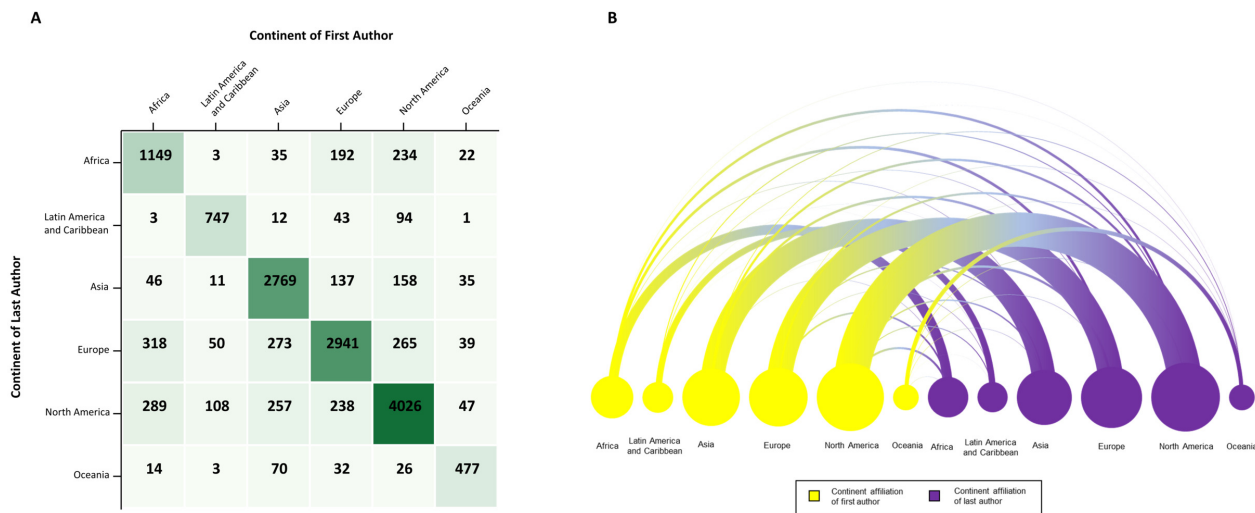 A
Continent of First Author
Africa
Latin America
and Caribbean
Asia
Europe
North America
Oceania
Continent of Last Author
Africa 1149 3 35 192 234 22
Latin America
and Caribbean
3 747 12 43 94 1
Asia 46 11 2769 137 158 35
Europe 318 50 273 2941 265 39
North America 289 108 257 238 4026 47
Oceania 14 3 70 32 26 477
B
Africa
Latin America
and Caribbean
Asia
Europe
North America
Oceania
Africa
Latin America
and Caribbean
Asia
Europe
North America
Oceania
Continent affiliation
of first author
Continent affiliation
of last author